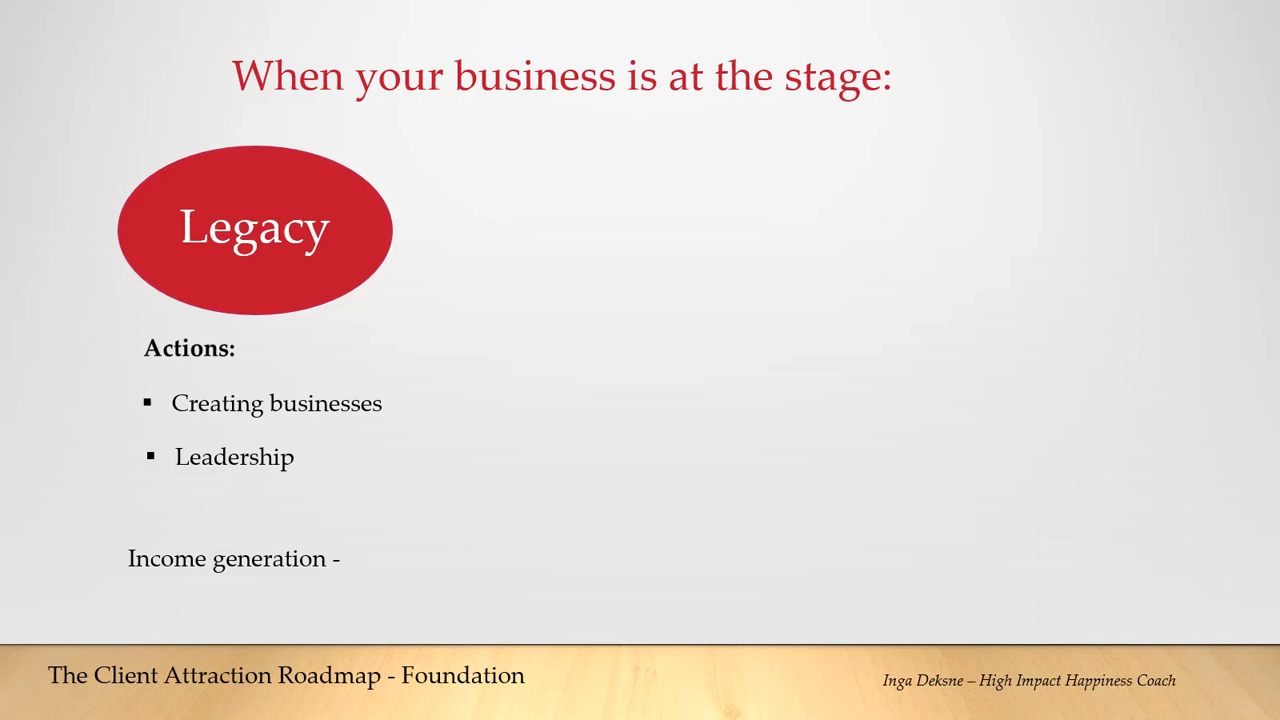 When your business is at the stage:
Legacy
Actions:
▪ Creating businesses
▪ Leadership
Income generation -
The Client Attraction Roadmap - Foundation
Inga Deksne – High Impact Happiness Coach